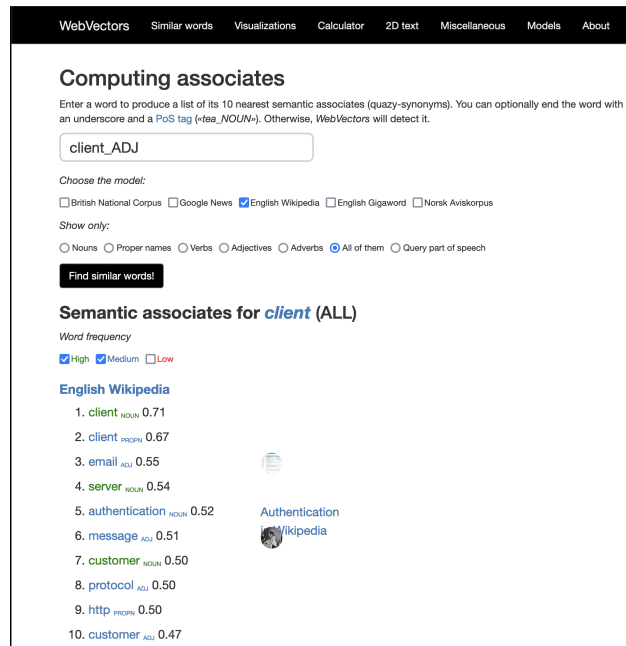 WebVectors Similar words Visualizations Calculator 2D text Miscellaneous Models About
Computing associates
Enter a word to produce a list of its 10 nearest semantic associates (quazy-synonyms). You can optionally end the word with
an underscore and a PoS tag («tea_NOUN»). Otherwise, WebVectors will detect it.
client_ADJ
Choose the model:
British National Corpus Google News English Wikipedia English Gigaword Norsk Aviskorpus
Show only:
Nouns Proper names Verbs Adjectives Adverbs All of them Query part of speech
Find similar words!
Semantic associates for client (ALL)
Word frequency
High Medium Low
English Wikipedia
1. client NOUN 0.71
2. client PROPN 0.67
3. email ADJ 0.55
4. server NOUN 0.54
5. authentication NOUN 0.52
6. message ADJ 0.51
7. customer NOUN 0.50
8. protocol ADJ 0.50
9. http PROPN 0.50
10. customer ADJ 0.47
Authentication
in Wikipedia